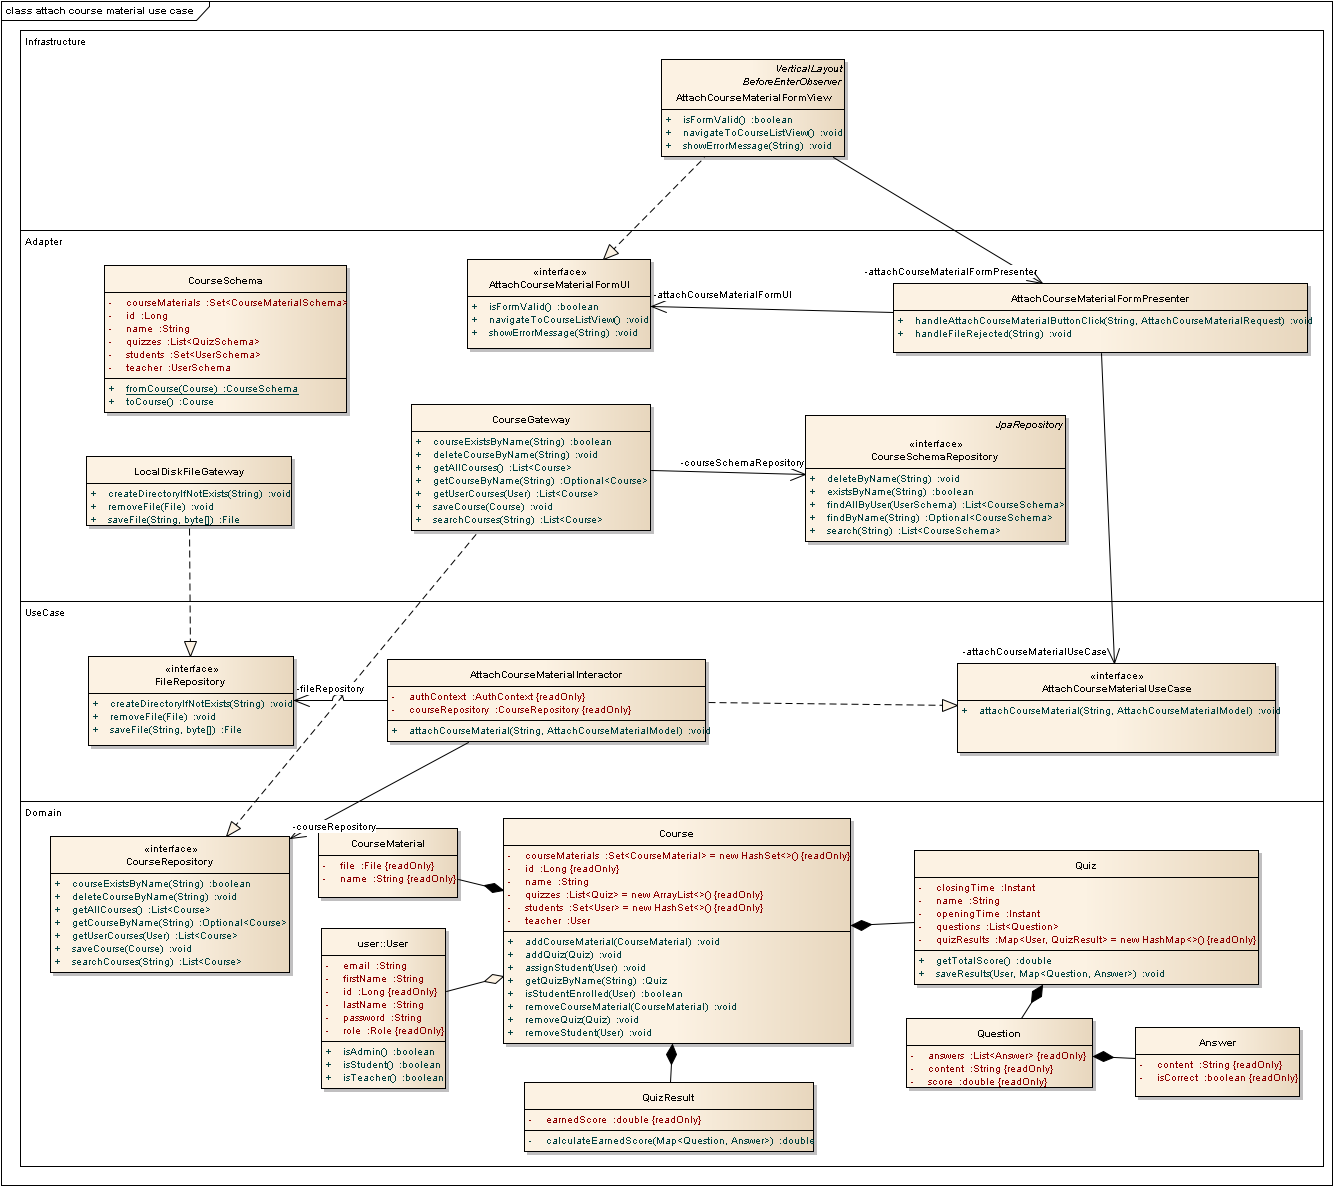 class attach course material use case
Infrastructure
VerticalLayout
BeforeEnterObserver
AttachCourseMaterialFormView
+ isFormValid() :boolean
+ navigateToCourseListView() :void
+ showErrorMessage(String) :void
Adapter
CourseSchema
- courseMaterials :Set<CourseMaterialSchema>
- id :Long
- name :String
- quizzes :List<QuizSchema>
- students :Set<UserSchema>
- teacher :UserSchema
+ fromCourse(Course) :CourseSchema
+ toCourse() :Course
«interface»
AttachCourseMaterialFormUI
+ isFormValid() :boolean
+ navigateToCourseListView() :void
+ showErrorMessage(String) :void
-attachCourseMaterialFormUI
-attachCourseMaterialFormPresenter
AttachCourseMaterialFormPresenter
+ handleAttachCourseMaterialButtonClick(String, AttachCourseMaterialRequest) :void
+ handleFileRejected(String) :void
LocalDiskFileGateway
+ createDirectoryIfNotExists(String) :void
+ removeFile(File) :void
+ saveFile(String, byte[]) :File
CourseGateway
+ courseExistsByName(String) :boolean
+ deleteCourseByName(String) :void
+ getAllCourses() :List<Course>
+ getCourseByName(String) :Optional<Course>
+ getUserCourses(User) :List<Course>
+ saveCourse(Course) :void
+ searchCourses(String) :List<Course>
-courseSchemaRepository
JpaRepository
«interface»
CourseSchemaRepository
+ deleteByName(String) :void
+ existsByName(String) :boolean
+ findAllByUser(UserSchema) :List<CourseSchema>
+ findByName(String) :Optional<CourseSchema>
+ search(String) :List<CourseSchema>
UseCase
«interface»
FileRepository
+ createDirectoryIfNotExists(String) :void
+ removeFile(File) :void
+ saveFile(String, byte[]) :File
-fileRepository
AttachCourseMaterialInteractor
- authContext :AuthContext {readOnly}
- courseRepository :CourseRepository {readOnly}
+ attachCourseMaterial(String, AttachCourseMaterialModel) :void
-attachCourseMaterialUseCase
«interface»
AttachCourseMaterialUseCase
+ attachCourseMaterial(String, AttachCourseMaterialModel) :void
Domain
-courseRepository
«interface»
CourseRepository
+ courseExistsByName(String) :boolean
+ deleteCourseByName(String) :void
+ getAllCourses() :List<Course>
+ getCourseByName(String) :Optional<Course>
+ getUserCourses(User) :List<Course>
+ saveCourse(Course) :void
+ searchCourses(String) :List<Course>
CourseMaterial
- file :File {readOnly}
- name :String {readOnly}
user::User
- email :String
- firstName :String
- id :Long {readOnly}
- lastName :String
- password :String
- role :Role {readOnly}
+ isAdmin() :boolean
+ isStudent() :boolean
+ isTeacher() :boolean
Course
- courseMaterials :Set<CourseMaterial> = new HashSet<>() {readOnly}
- id :Long {readOnly}
- name :String
- quizzes :List<Quiz> = new ArrayList<>() {readOnly}
- students :Set<User> = new HashSet<>() {readOnly}
- teacher :User
+ addCourseMaterial(CourseMaterial) :void
+ addQuiz(Quiz) :void
+ assignStudent(User) :void
+ getQuizByName(String) :Quiz
+ isStudentEnrolled(User) :boolean
+ removeCourseMaterial(CourseMaterial) :void
+ removeQuiz(Quiz) :void
+ removeStudent(User) :void
Quiz
- closingTime :Instant
- name :String
- openingTime :Instant
- questions :List<Question>
- quizResults :Map<User, QuizResult> = new HashMap<>() {readOnly}
+ getTotalScore() :double
+ saveResults(User, Map<Question, Answer>) :void
Question
- answers :List<Answer> {readOnly}
- content :String {readOnly}
- score :double {readOnly}
Answer
- content :String {readOnly}
- isCorrect :boolean {readOnly}
QuizResult
- earnedScore :double {readOnly}
- calculateEarnedScore(Map<Question, Answer>) :double